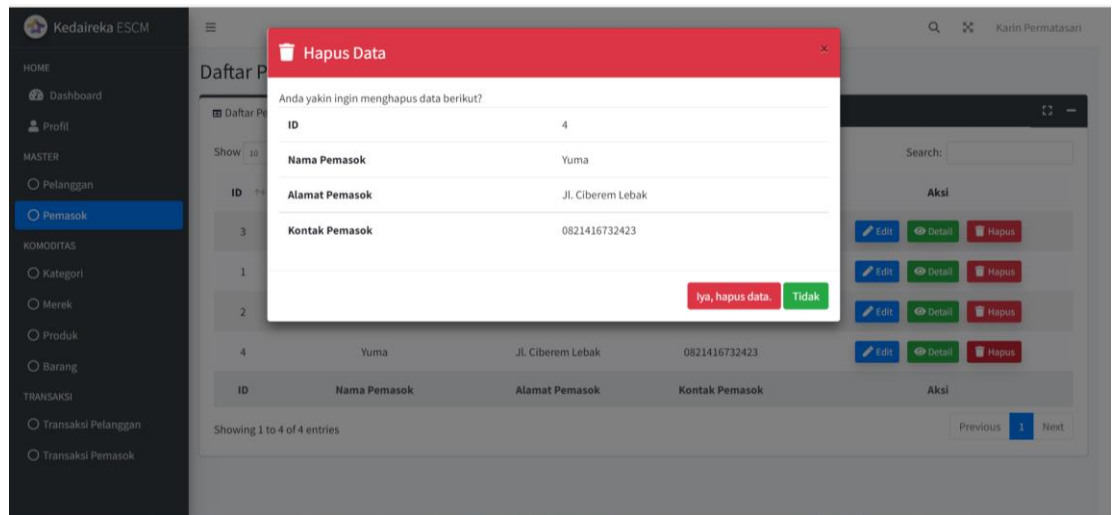 Kedaireka ESCM
Karin Permatasari
HOME
Dashboard
Profil
MASTER
Pelanggan
Pemasok
KOMODITAS
Kategori
Merek
Produk
Barang
TRANSAKSI
Transaksi Pelanggan
Transaksi Pemasok
Daftar P
Daftar Pe
Show 10
Search:
ID Aksi
3 Edit Detail Hapus
1 Edit Detail Hapus
2 Edit Detail Hapus
4 Yuma Jl. Ciberem Lebak 0821416732423 Edit Detail Hapus
ID Nama Pemasok Alamat Pemasok Kontak Pemasok Aksi
Showing 1 to 4 of 4 entries
Previous 1 Next
Hapus Data ×
Anda yakin ingin menghapus data berikut?
ID 4
Nama Pemasok Yuma
Alamat Pemasok Jl. Ciberem Lebak
Kontak Pemasok 0821416732423
Iya, hapus data. Tidak